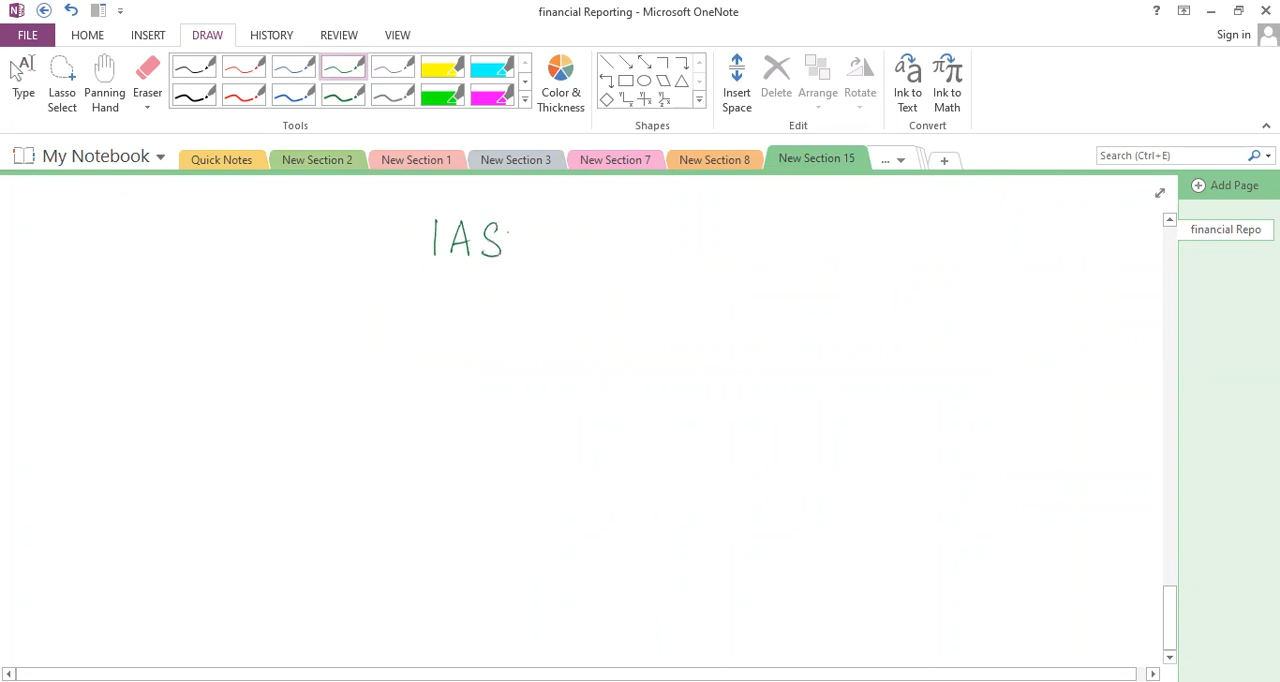 financial Reporting - Microsoft OneNote
?
FILE HOME INSERT DRAW HISTORY REVIEW VIEW
Sign in
Type
Lasso Select
Panning Hand
Eraser
Color & Thickness
Insert Space
Delete
Arrange
Rotate
Ink to Text
Ink to Math
Tools
Shapes
Edit
Convert
My Notebook
Quick Notes New Section 2 New Section 1 New Section 3 New Section 7 New Section 8 New Section 15 ... +
Search (Ctrl+E)
Add Page
financial Repo
IAS